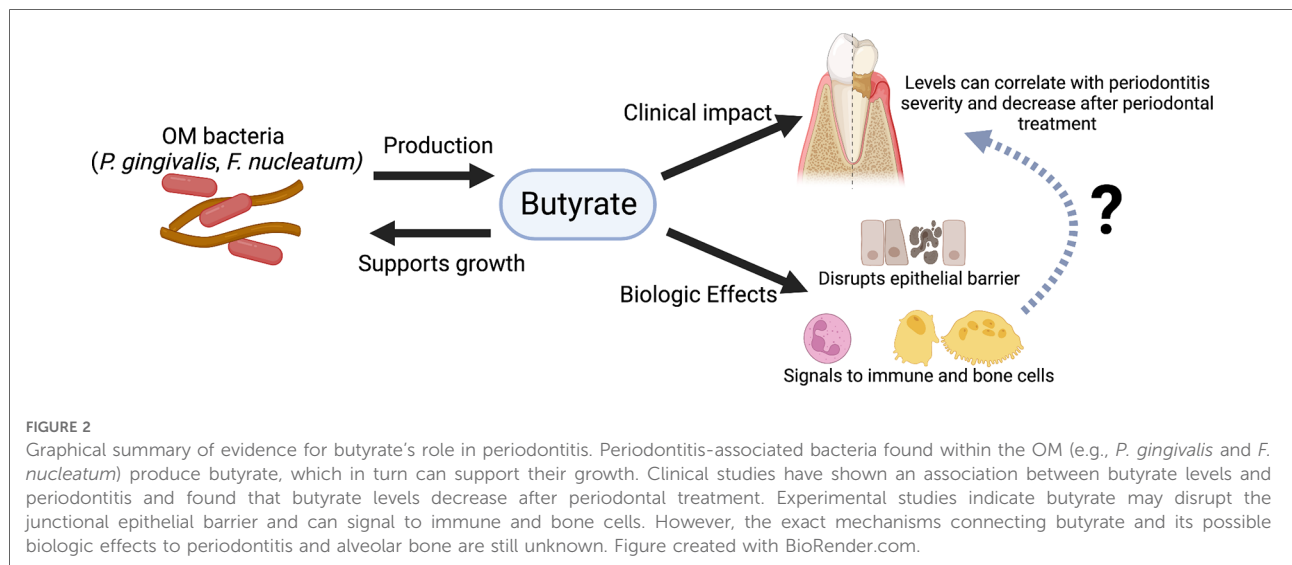 OM bacteria
(P. gingivalis, F. nucleatum)
Production
Supports growth
Butyrate
Clinical impact
Biologic Effects
Levels can correlate with periodontitis
severity and decrease after periodontal
treatment
?
Disrupts epithelial barrier
Signals to immune and bone cells
FIGURE 2
Graphical summary of evidence for butyrate's role in periodontitis. Periodontitis-associated bacteria found within the OM (e.g., P. gingivalis and F.
nucleatum) produce butyrate, which in turn can support their growth. Clinical studies have shown an association between butyrate levels and
periodontitis and found that butyrate levels decrease after periodontal treatment. Experimental studies indicate butyrate may disrupt the
junctional epithelial barrier and can signal to immune and bone cells. However, the exact mechanisms connecting butyrate and its possible
biologic effects to periodontitis and alveolar bone are still unknown. Figure created with BioRender.com.